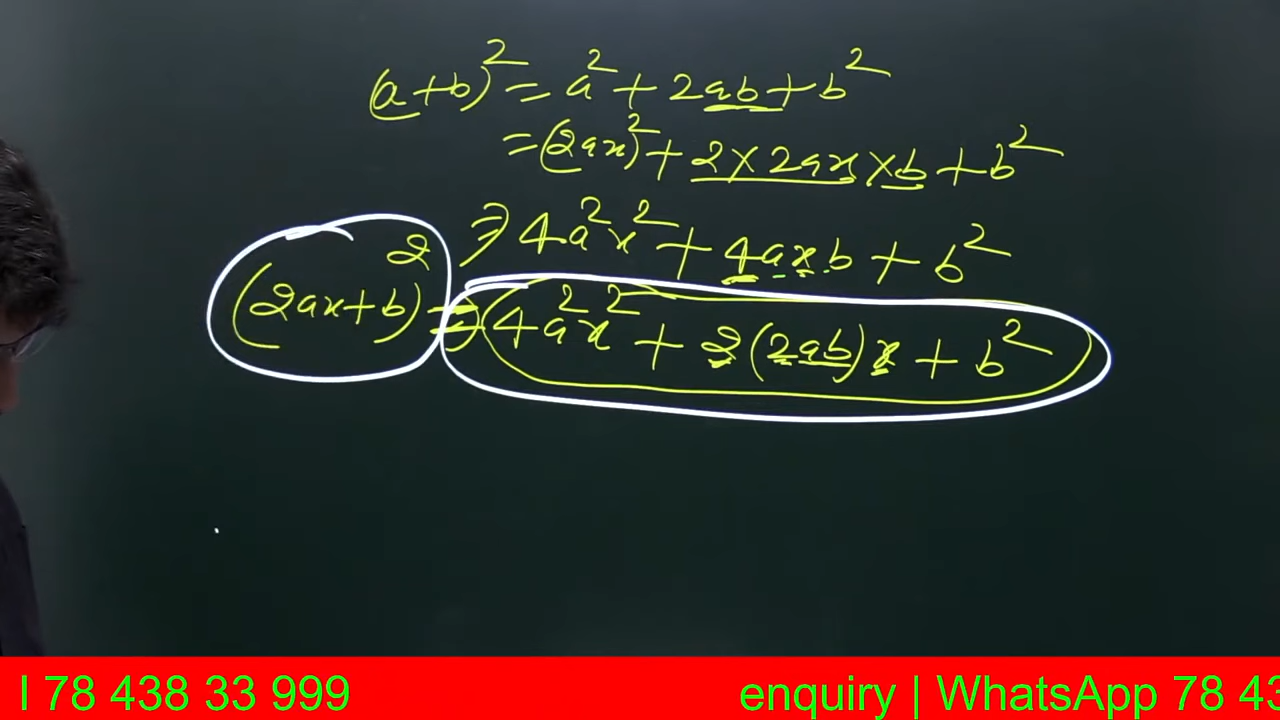 (a+b)² = a² + 2ab + b²
= (2ax)² + 2 × 2ax × b + b²
⇒ 4a²x² + 4axb + b²
(2ax+b)² ⇒ 4a²x² + 2(2ab)x + b²
l 78 438 33 999 enquiry | WhatsApp 78 43